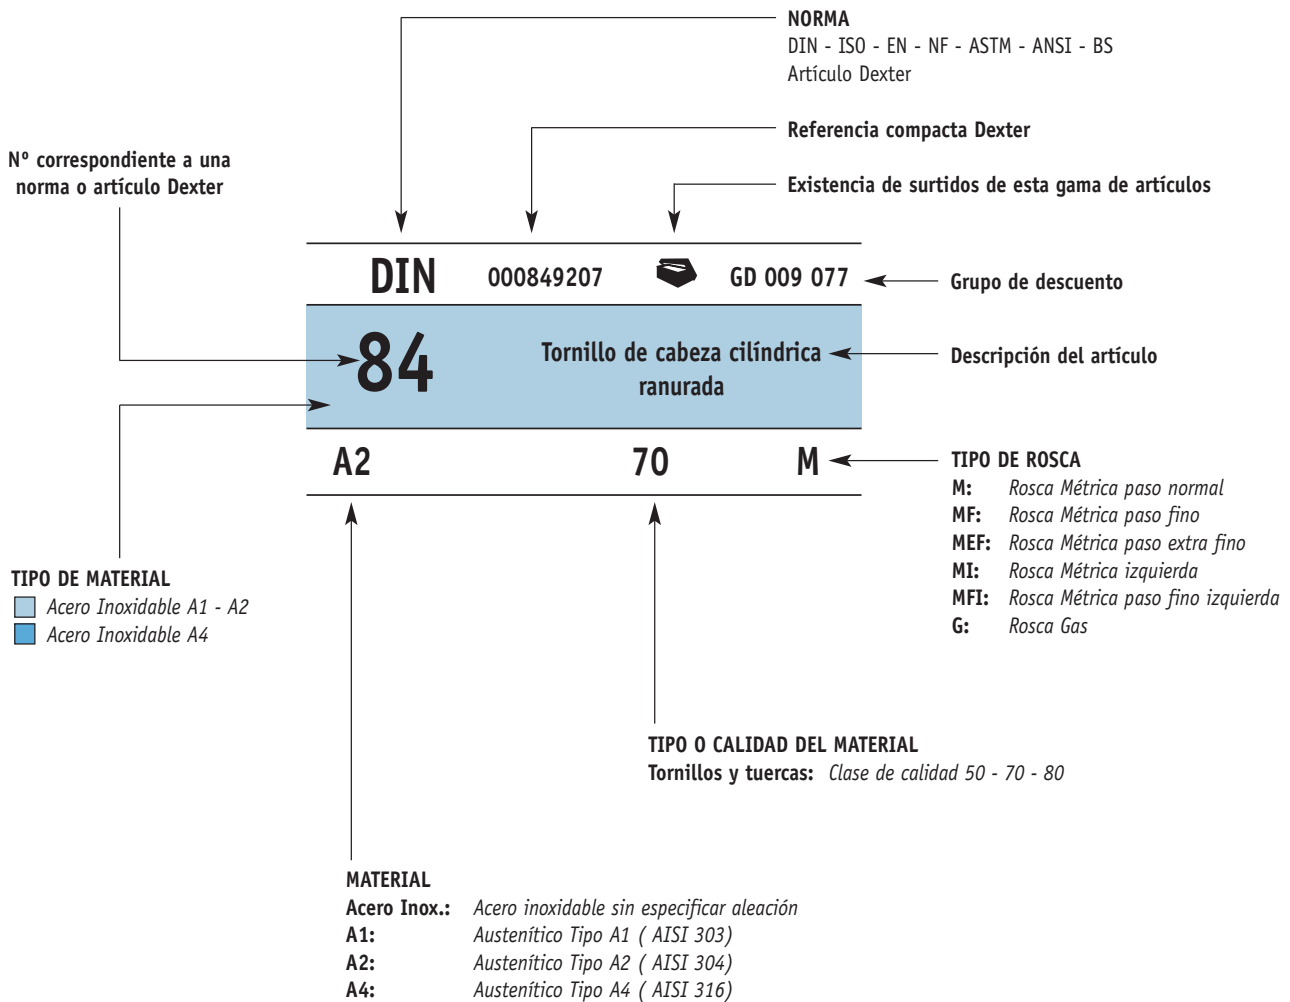 NORMA
DIN - ISO - EN - NF - ASTM - ANSI - BS
Artículo Dexter
Referencia compacta Dexter
Nº correspondiente a una
norma o artículo Dexter
Existencia de surtidos de esta gama de artículos
DIN 000849207 GD 009 077
Grupo de descuento
84
Tornillo de cabeza cilíndrica
ranurada
Descripción del artículo
A2 70 M
TIPO DE ROSCA
M: Rosca Métrica paso normal
MF: Rosca Métrica paso fino
MEF: Rosca Métrica paso extra fino
MI: Rosca Métrica izquierda
MFI: Rosca Métrica paso fino izquierda
G: Rosca Gas
TIPO DE MATERIAL
Acero Inoxidable A1 - A2
Acero Inoxidable A4
TIPO O CALIDAD DEL MATERIAL
Tornillos y tuercas: Clase de calidad 50 - 70 - 80
MATERIAL
Acero Inox.: Acero inoxidable sin especificar aleación
A1: Austenítico Tipo A1 ( AISI 303)
A2: Austenítico Tipo A2 ( AISI 304)
A4: Austenítico Tipo A4 ( AISI 316)